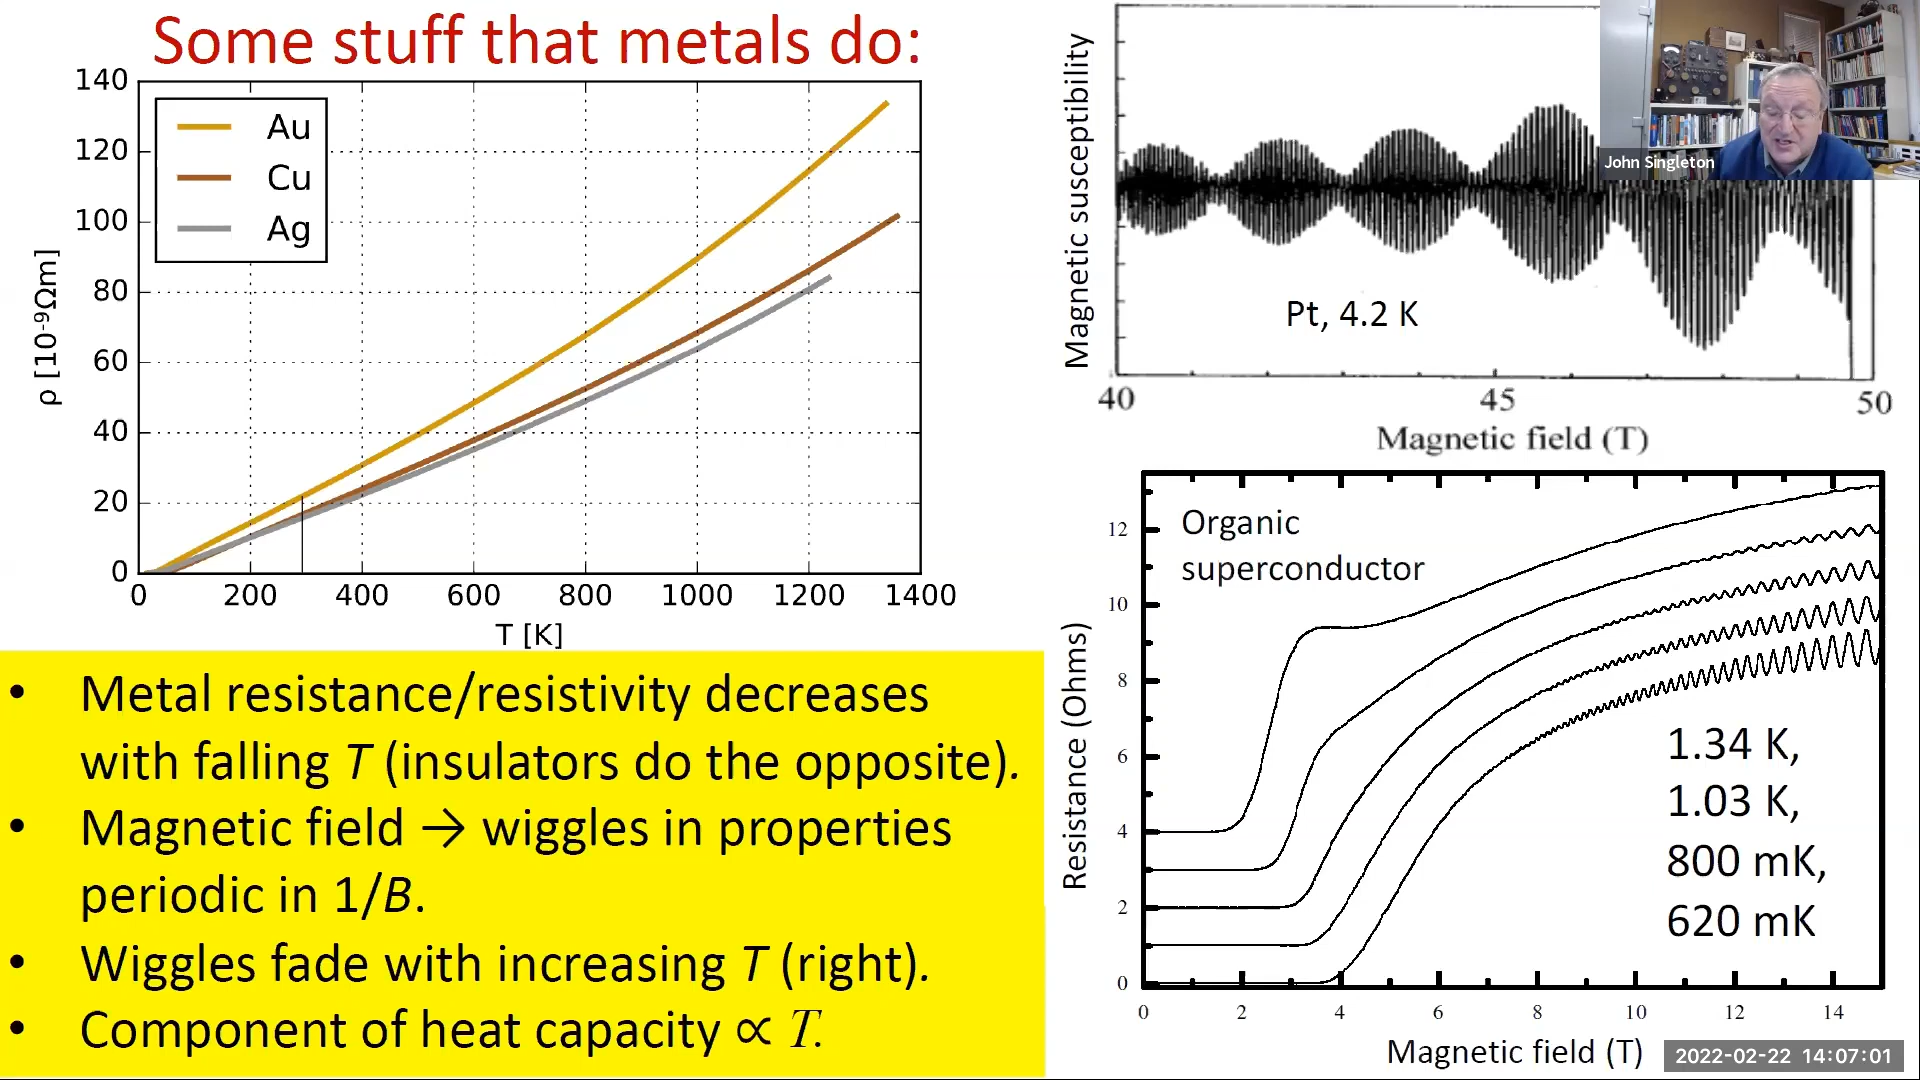 Some stuff that metals do:
140
120
100
80
60
40
20
0
ρ [10⁻⁹Ωm]
Au
Cu
Ag
0 200 400 600 800 1000 1200 1400
T [K]
• Metal resistance/resistivity decreases
with falling T (insulators do the opposite).
• Magnetic field → wiggles in properties
periodic in 1/B.
• Wiggles fade with increasing T (right).
• Component of heat capacity ∝ T.
Magnetic susceptibility
John Singleton
Pt, 4.2 K
40 45 50
Magnetic field (T)
Resistance (Ohms)
12
10
8
6
4
2
0
Organic
superconductor
1.34 K,
1.03 K,
800 mK,
620 mK
0 2 4 6 8 10 12 14
Magnetic field (T)
2022-02-22 14:07:01